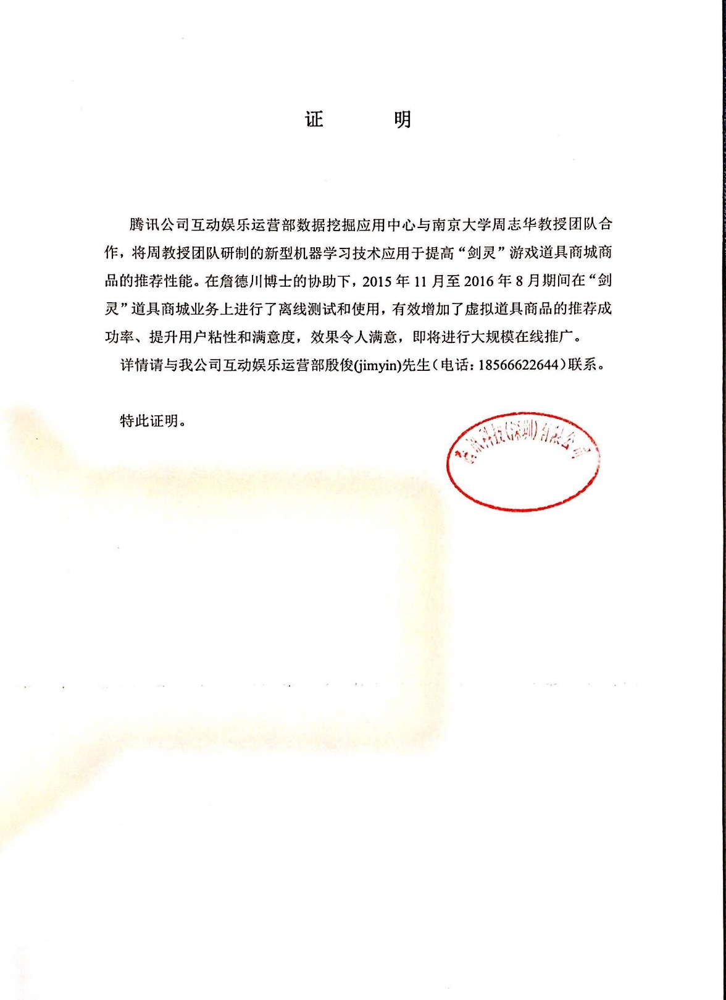 证 明
腾讯公司互动娱乐运营部数据挖掘应用中心与南京大学周志华教授团队合
作，将周教授团队研制的新型机器学习技术应用于提高“剑灵”游戏道具商城商
品的推荐性能。在詹德川博士的协助下，2015 年 11 月至 2016 年 8 月期间在“剑
灵”道具商城业务上进行了离线测试和使用，有效增加了虚拟道具商品的推荐成
功率、提升用户粘性和满意度，效果令人满意，即将进行大规模在线推广。
详情请与我公司互动娱乐运营部殷俊(jimyin)先生（电话：18566622644）联系。
特此证明。
腾讯科技(深圳)有限公司